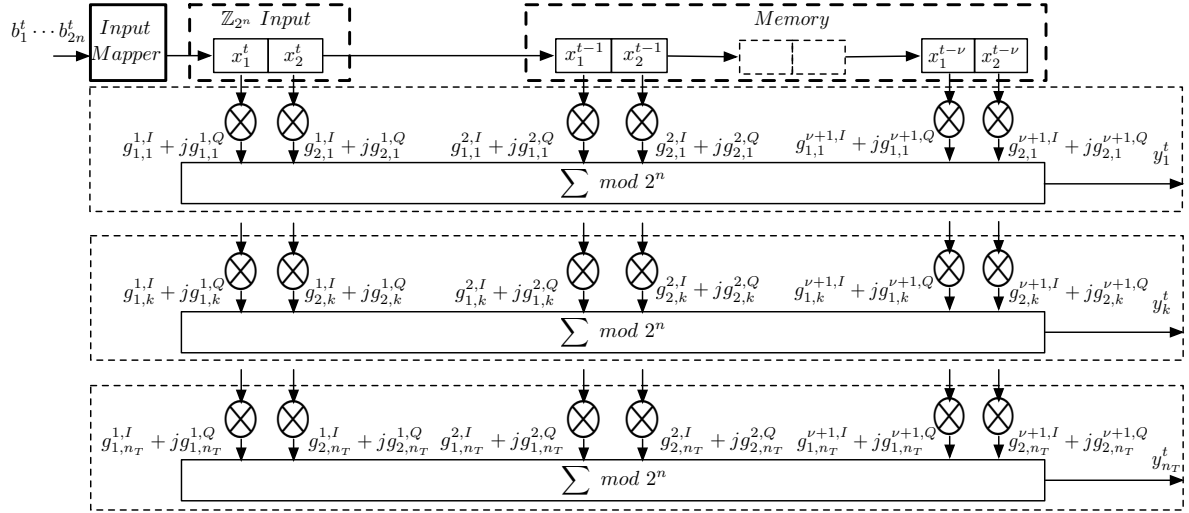 b_1^t ⋯ b_{2n}^t
Input Mapper
ℤ_{2^n} Input
Memory
x_1^t x_2^t x_1^{t−1} x_2^{t−1} x_1^{t−ν} x_2^{t−ν}
g_{1,1}^{1,I} + jg_{1,1}^{1,Q} g_{2,1}^{1,I} + jg_{2,1}^{1,Q} g_{1,1}^{2,I} + jg_{1,1}^{2,Q} g_{2,1}^{2,I} + jg_{2,1}^{2,Q} g_{1,1}^{ν+1,I} + jg_{1,1}^{ν+1,Q} g_{2,1}^{ν+1,I} + jg_{2,1}^{ν+1,Q} y_1^t
∑ mod 2^n
g_{1,k}^{1,I} + jg_{1,k}^{1,Q} g_{2,k}^{1,I} + jg_{2,k}^{1,Q} g_{1,k}^{2,I} + jg_{1,k}^{2,Q} g_{2,k}^{2,I} + jg_{2,k}^{2,Q} g_{1,k}^{ν+1,I} + jg_{1,k}^{ν+1,Q} g_{2,k}^{ν+1,I} + jg_{2,k}^{ν+1,Q} y_k^t
∑ mod 2^n
g_{1,n_T}^{1,I} + jg_{1,n_T}^{1,Q} g_{2,n_T}^{1,I} + jg_{2,n_T}^{1,Q} g_{1,n_T}^{2,I} + jg_{1,n_T}^{2,Q} g_{2,n_T}^{2,I} + jg_{2,n_T}^{2,Q} g_{1,n_T}^{ν+1,I} + jg_{1,n_T}^{ν+1,Q} g_{2,n_T}^{ν+1,I} + jg_{2,n_T}^{ν+1,Q} y_{n_T}^t
∑ mod 2^n